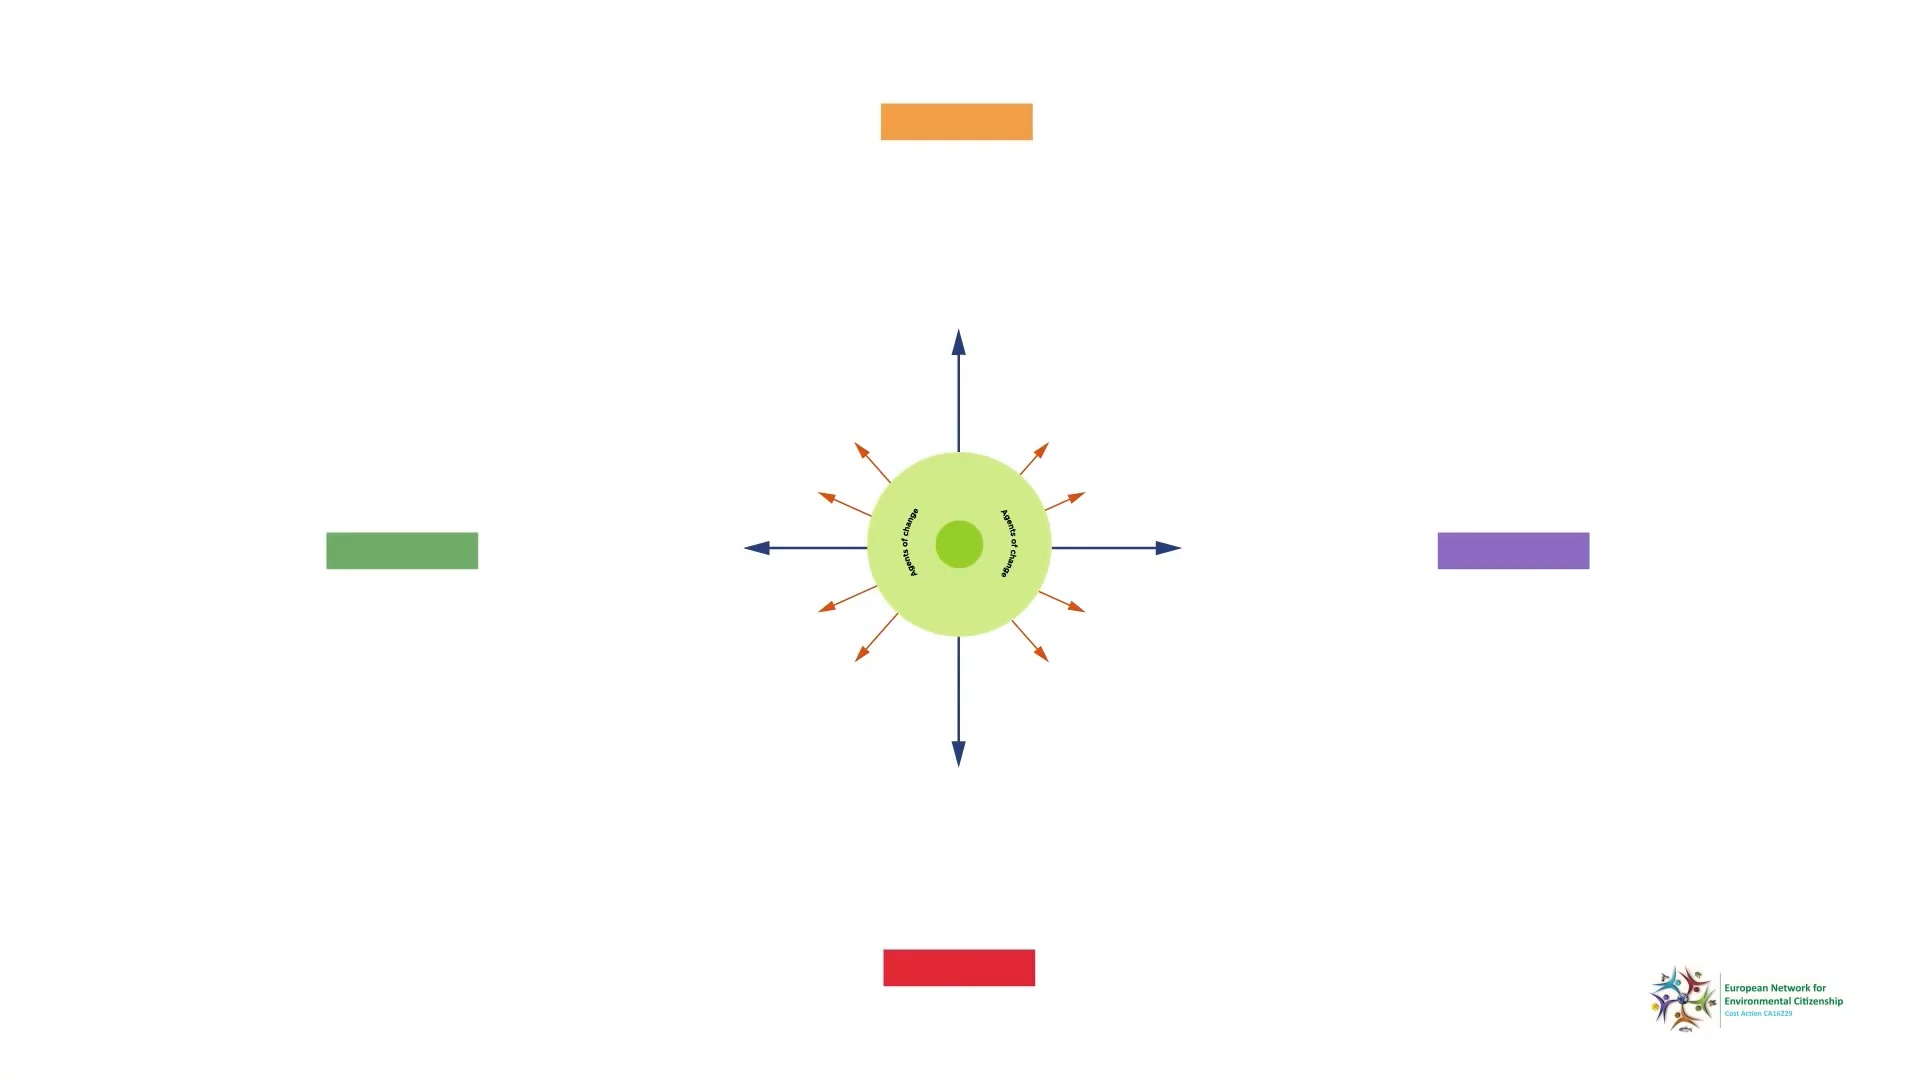 Agents of change
Agents of change
European Network for
Environmental Citizenship
Cost Action CA16229